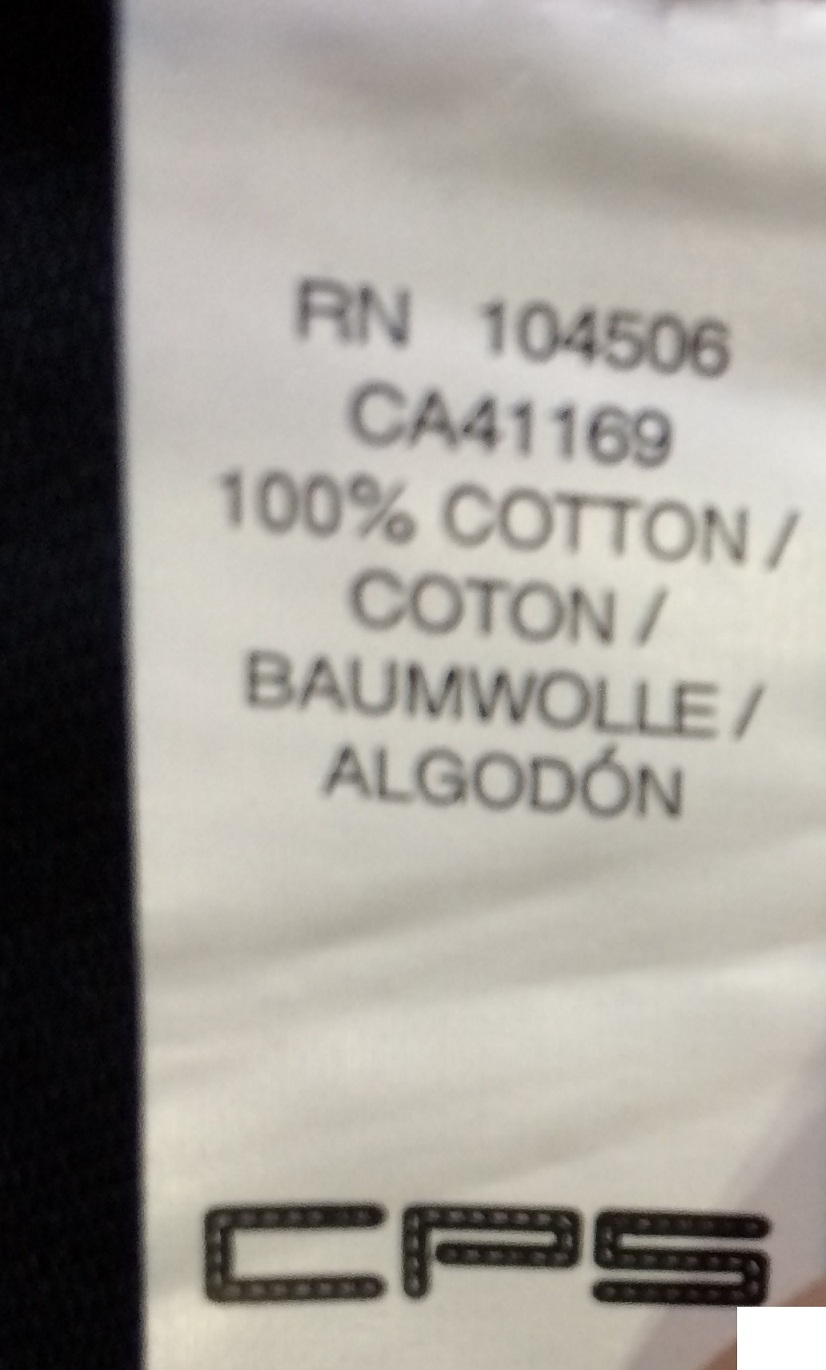 RN 104506
CA41169
100% COTTON /
COTON /
BAUMWOLLE /
ALGODÓN
CPS